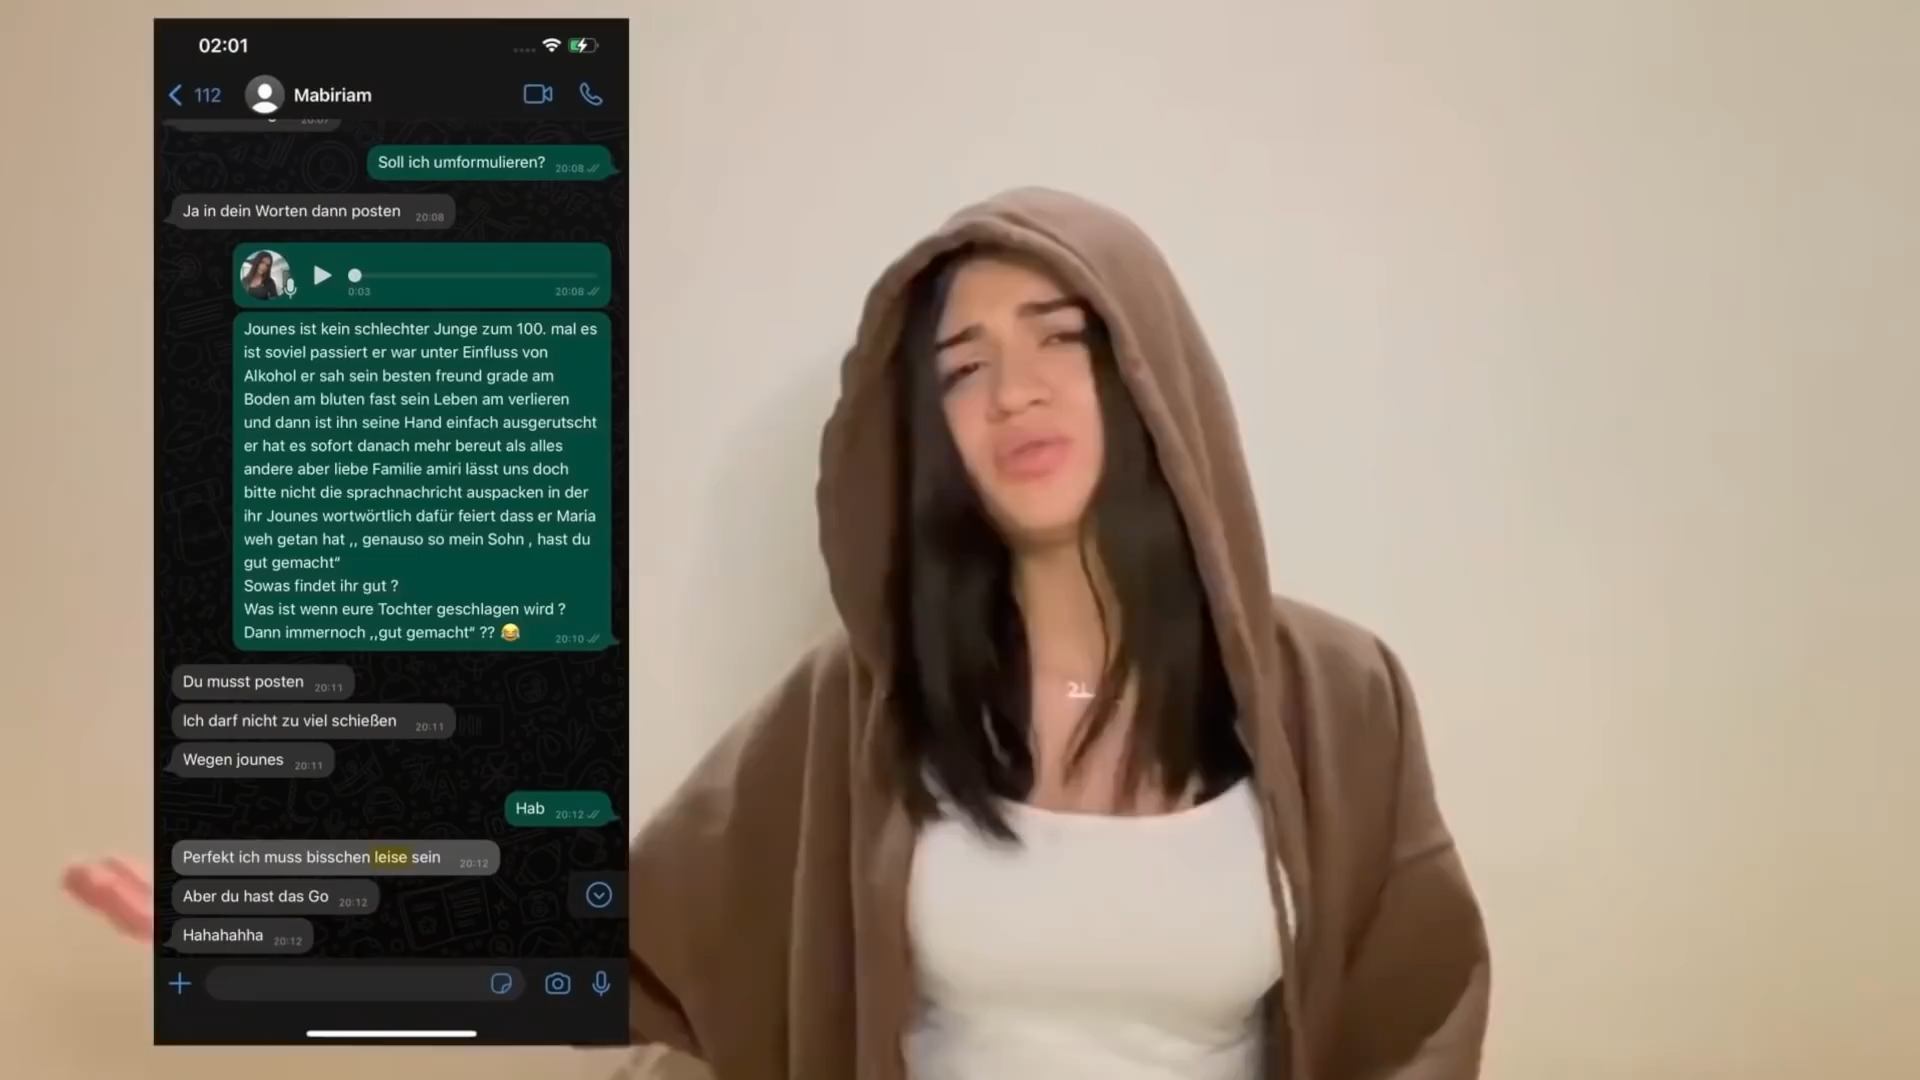 02:01
112
Mabiriam
Soll ich umformulieren? 20:08
Ja in dein Worten dann posten 20:08
0:03 20:08
Jounes ist kein schlechter Junge zum 100. mal es
ist soviel passiert er war unter Einfluss von
Alkohol er sah sein besten freund grade am
Boden am bluten fast sein Leben am verlieren
und dann ist ihn seine Hand einfach ausgerutscht
er hat es sofort danach mehr bereut als alles
andere aber liebe Familie amiri lässt uns doch
bitte nicht die sprachnachricht auspacken in der
ihr Jounes wortwörtlich dafür feiert dass er Maria
weh getan hat ,, genauso so mein Sohn , hast du
gut gemacht“
Sowas findet ihr gut ?
Was ist wenn eure Tochter geschlagen wird ?
Dann immernoch ,,gut gemacht“ ?? 😂 20:10
Du musst posten 20:11
Ich darf nicht zu viel schießen 20:11
Wegen jounes 20:11
Hab 20:12
Perfekt ich muss bisschen leise sein 20:12
Aber du hast das Go 20:12
Hahahahha 20:12